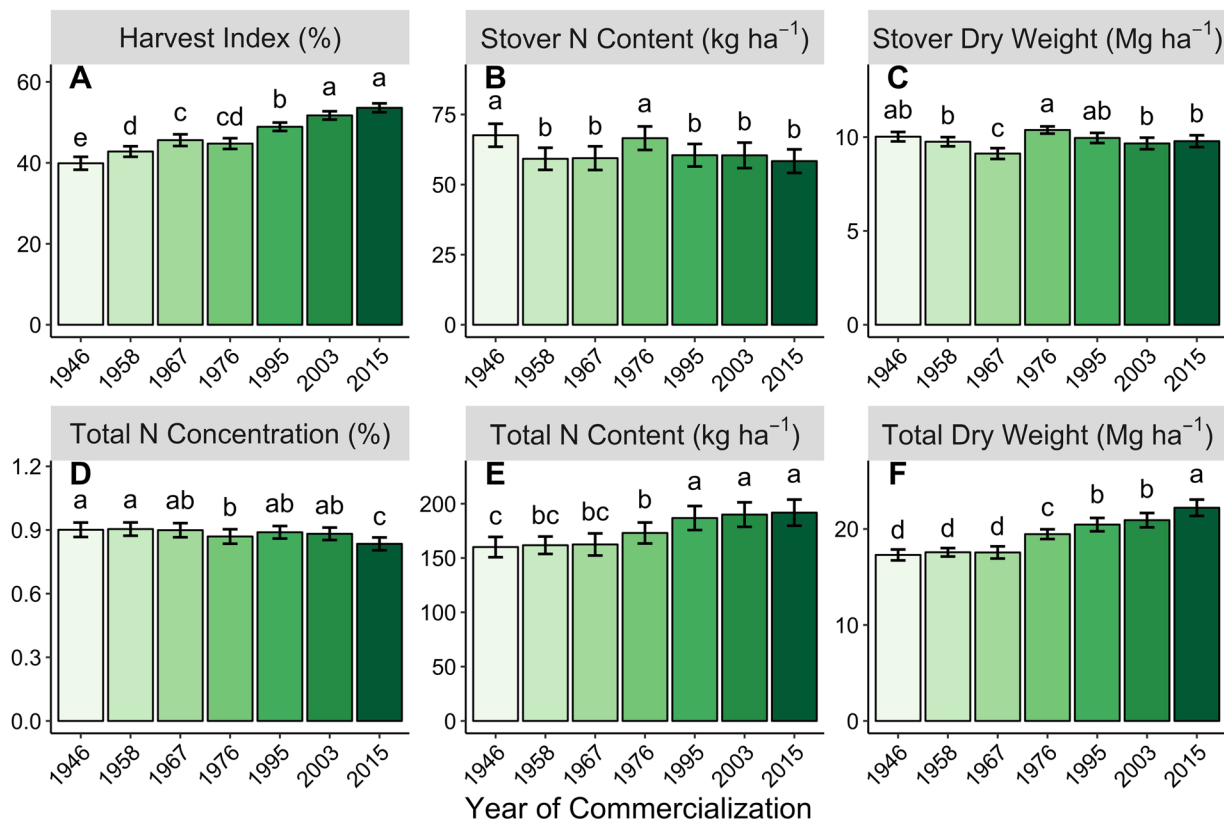 Harvest Index (%)
Stover N Content (kg ha⁻¹)
Stover Dry Weight (Mg ha⁻¹)
A
60
40
20
0
e d c cd b a a
1946 1958 1967 1976 1995 2003 2015
B
75
50
25
0
a b b a b b b
1946 1958 1967 1976 1995 2003 2015
C
10
5
0
ab b c a ab b b
1946 1958 1967 1976 1995 2003 2015
Total N Concentration (%)
Total N Content (kg ha⁻¹)
Total Dry Weight (Mg ha⁻¹)
D
1.2
0.9
0.6
0.3
0.0
a a ab b ab ab c
1946 1958 1967 1976 1995 2003 2015
E
200
150
100
50
0
c bc bc b a a a
1946 1958 1967 1976 1995 2003 2015
F
20
10
0
d d d c b b a
1946 1958 1967 1976 1995 2003 2015
Year of Commercialization